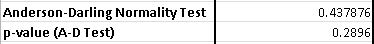 Anderson-Darling Normality Test 0.437876
p-value (A-D Test) 0.2896